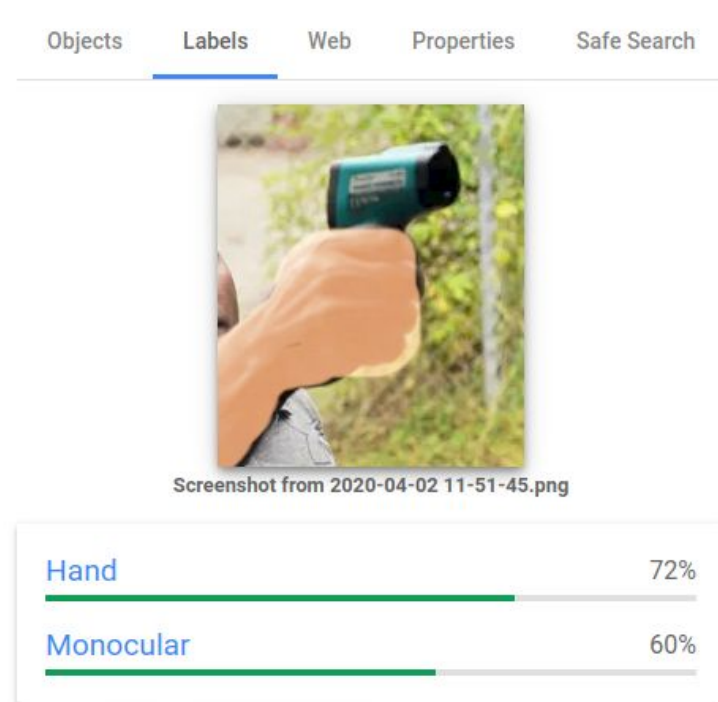 Objects Labels Web Properties Safe Search
Screenshot from 2020-04-02 11-51-45.png
Hand 72%
Monocular 60%